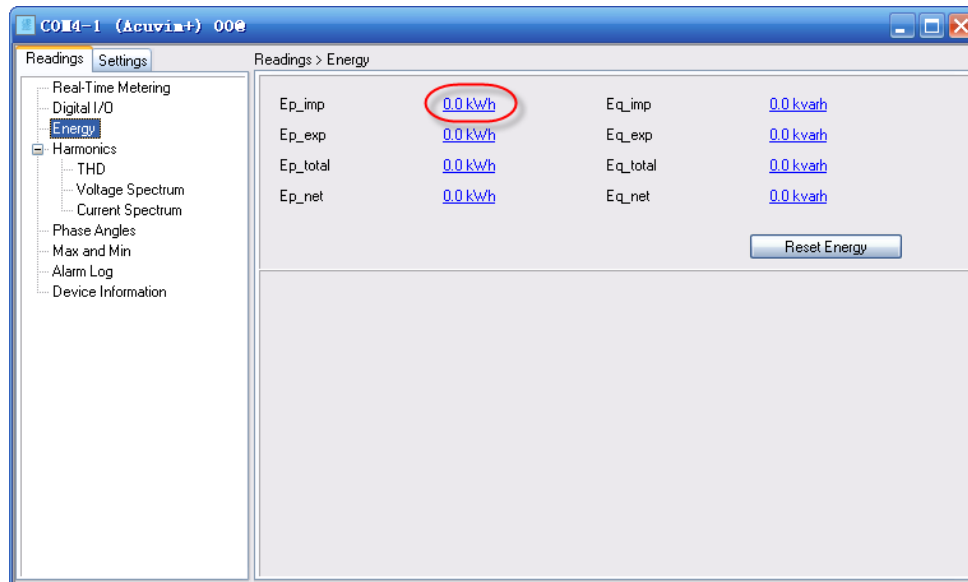 COM4-1 (Acuvim+) 00@
Readings Settings
Readings > Energy
Real-Time Metering
Digital I/O
Energy
Harmonics
THD
Voltage Spectrum
Current Spectrum
Phase Angles
Max and Min
Alarm Log
Device Information
Ep_imp 0.0 kWh Eq_imp 0.0 kvarh
Ep_exp 0.0 kWh Eq_exp 0.0 kvarh
Ep_total 0.0 kWh Eq_total 0.0 kvarh
Ep_net 0.0 kWh Eq_net 0.0 kvarh
Reset Energy